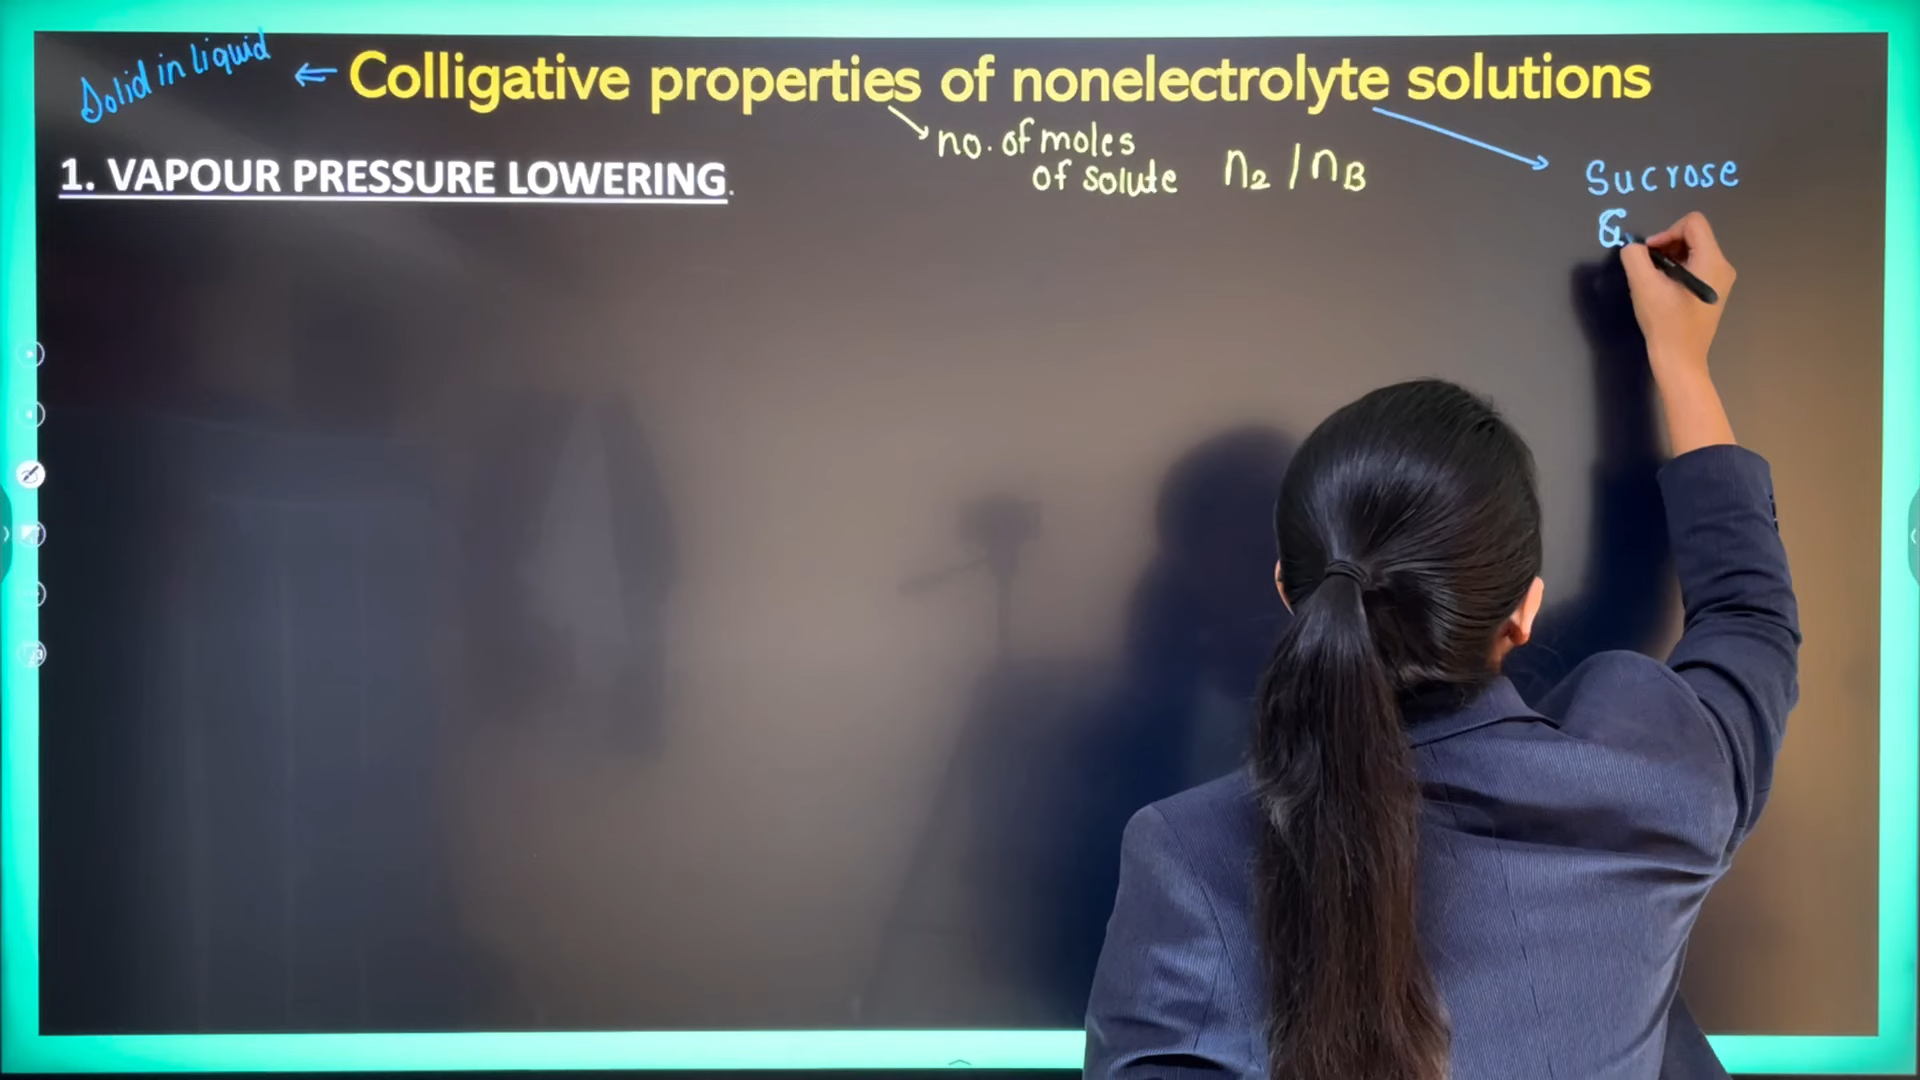 Solid in liquid ← Colligative properties of nonelectrolyte solutions
no. of moles
of solute n₂ / nB
Sucrose
1. VAPOUR PRESSURE LOWERING.
G